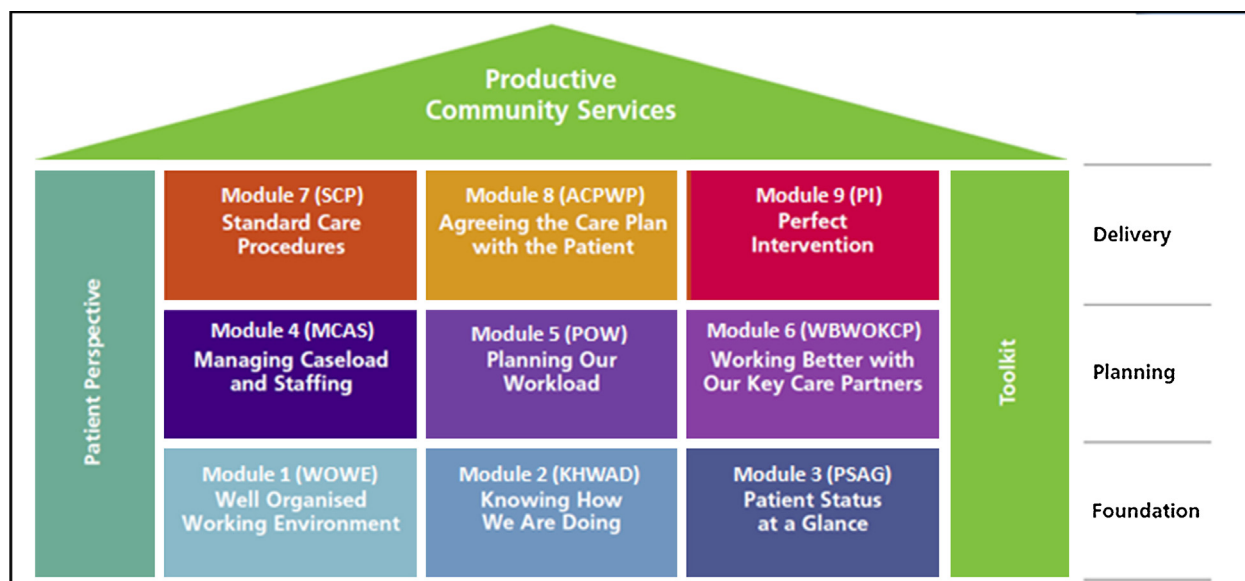 Productive
Community Services
Patient Perspective
Module 7 (SCP)
Standard Care
Procedures
Module 8 (ACPWP)
Agreeing the Care Plan
with the Patient
Module 9 (PI)
Perfect
Intervention
Delivery
Module 4 (MCAS)
Managing Caseload
and Staffing
Module 5 (POW)
Planning Our
Workload
Module 6 (WBWOKCP)
Working Better with
Our Key Care Partners
Planning
Module 1 (WOWE)
Well Organised
Working Environment
Module 2 (KHWAD)
Knowing How
We Are Doing
Module 3 (PSAG)
Patient Status
at a Glance
Foundation
Toolkit